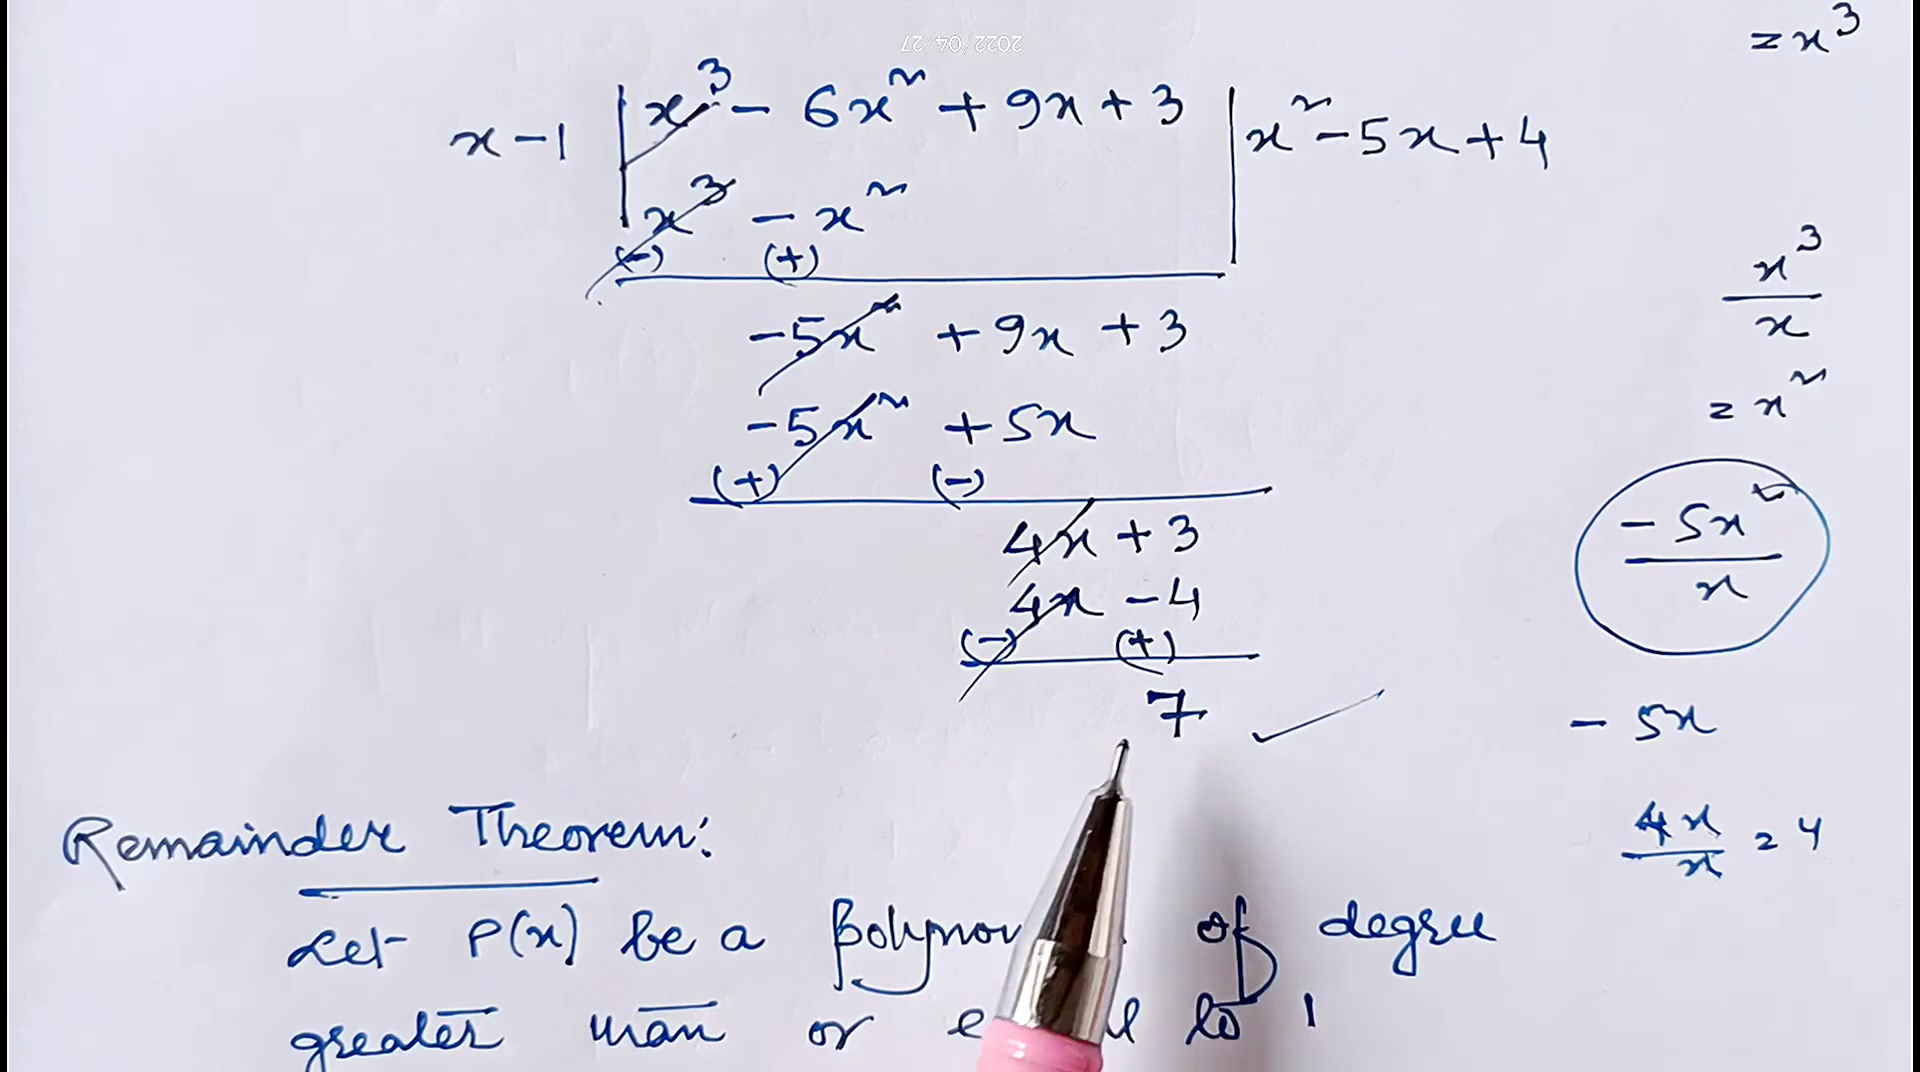 2022/04/27
= x³
x - 1 | x³ - 6x² + 9x + 3 | x² - 5x + 4
x³ - x²
(-) (+)
-5x² + 9x + 3
-5x² + 5x
(+) (-)
4x + 3
4x - 4
(-) (+)
7
x³
x
= x²
- 5x²
x
- 5x
4x
x = 4
Remainder Theorem:
Let P(x) be a of degree
greater than or to 1